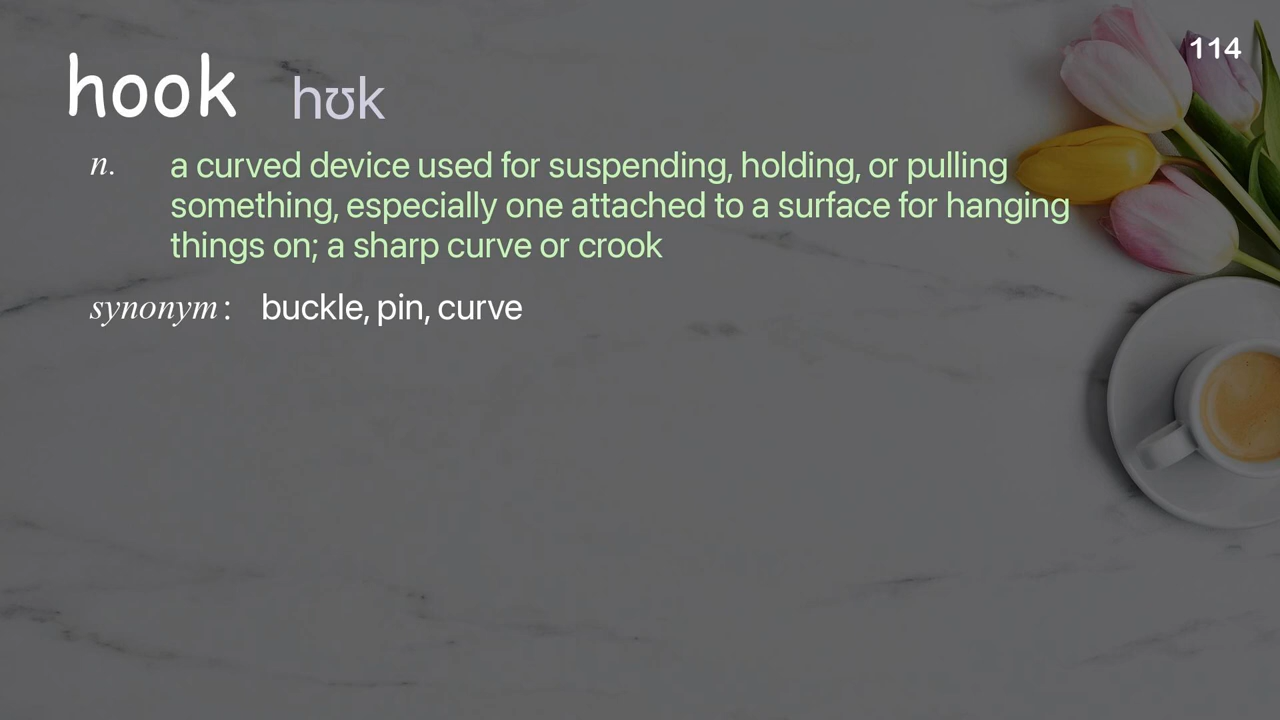 114
hook hʊk
n. a curved device used for suspending, holding, or pulling
something, especially one attached to a surface for hanging
things on; a sharp curve or crook
synonym: buckle, pin, curve